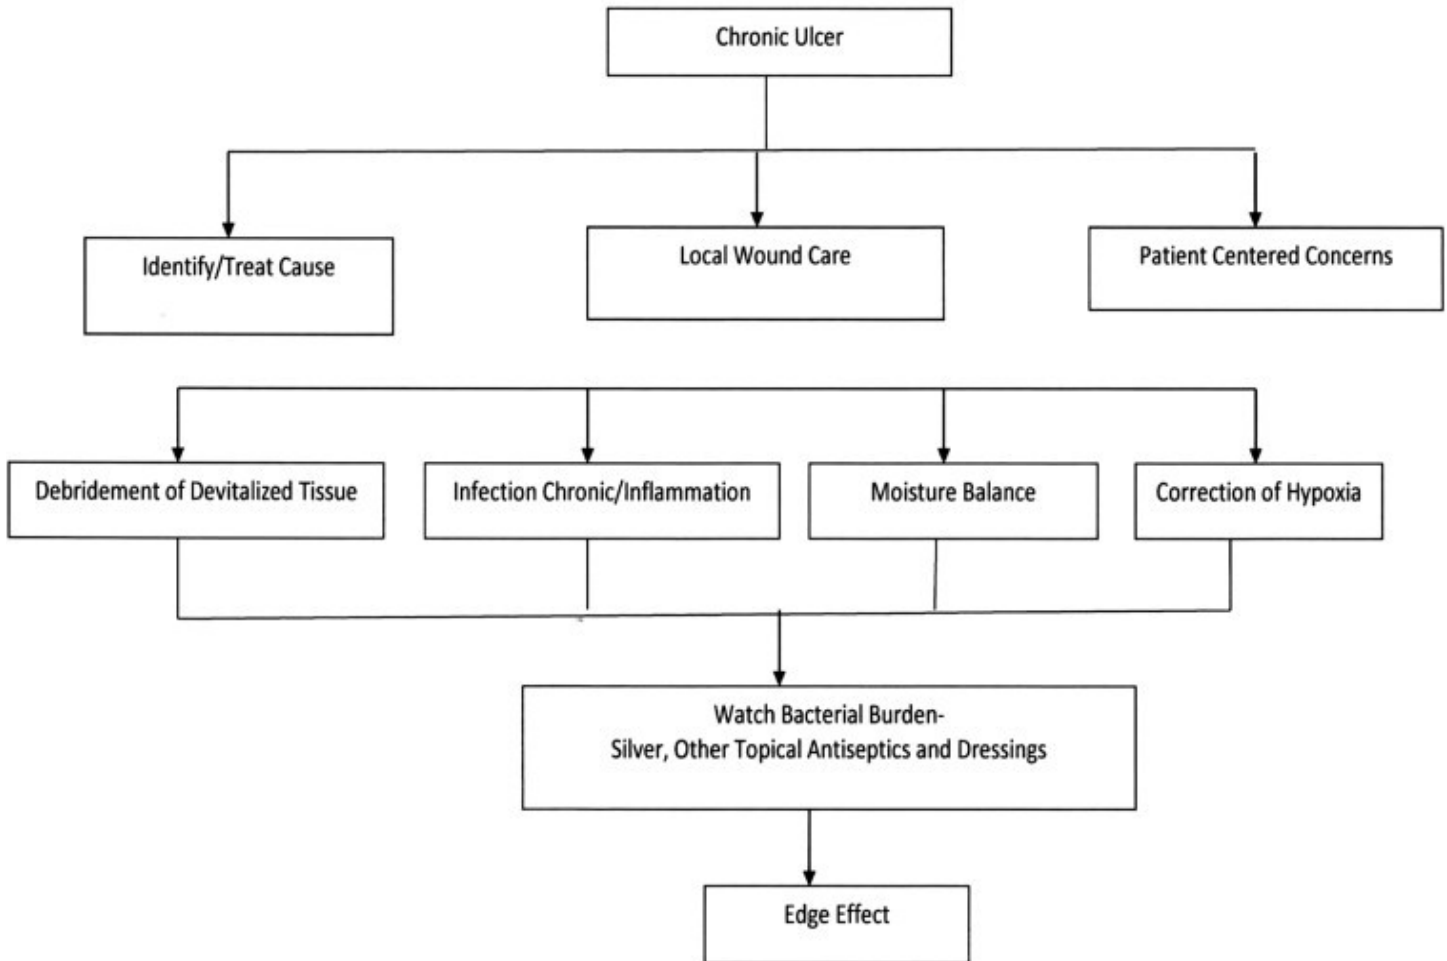 Chronic Ulcer
Identify/Treat Cause
Local Wound Care
Patient Centered Concerns
Debridement of Devitalized Tissue
Infection Chronic/Inflammation
Moisture Balance
Correction of Hypoxia
Watch Bacterial Burden-
Silver, Other Topical Antiseptics and Dressings
Edge Effect